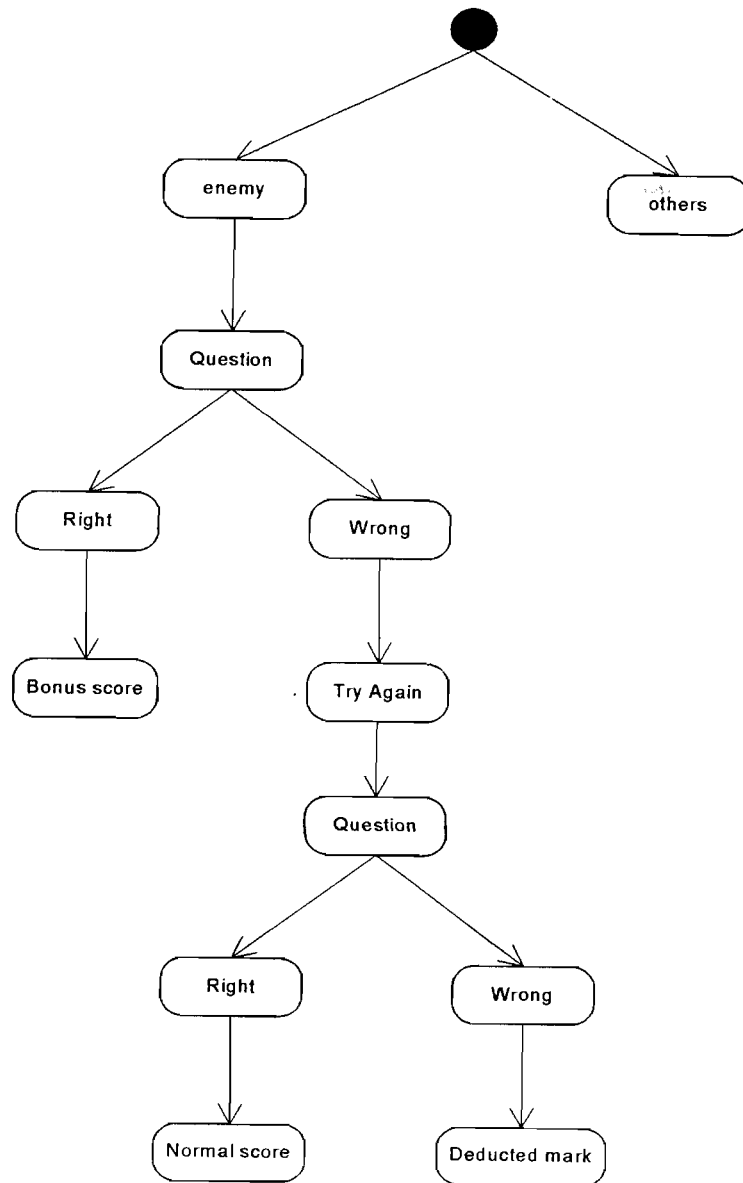 enemy
others
Question
Right
Wrong
Bonus score
Try Again
Question
Right
Wrong
Normal score
Deducted mark